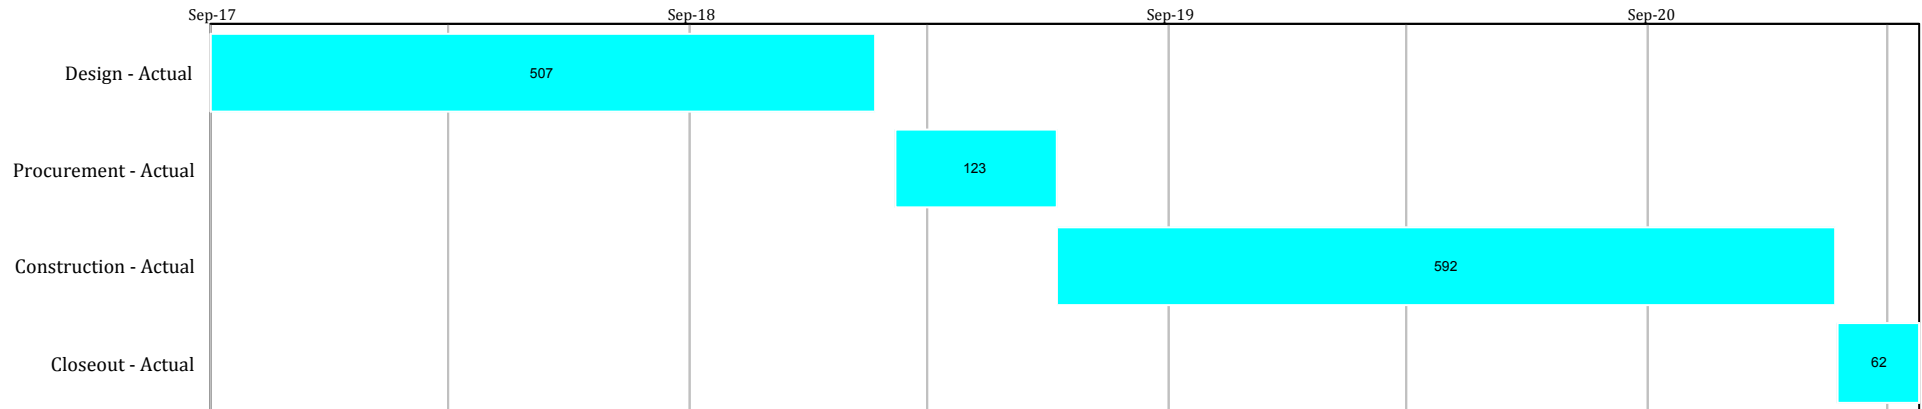 Sep-17 Sep-18 Sep-19 Sep-20
Design - Actual 507
Procurement - Actual 123
Construction - Actual 592
Closeout - Actual 62